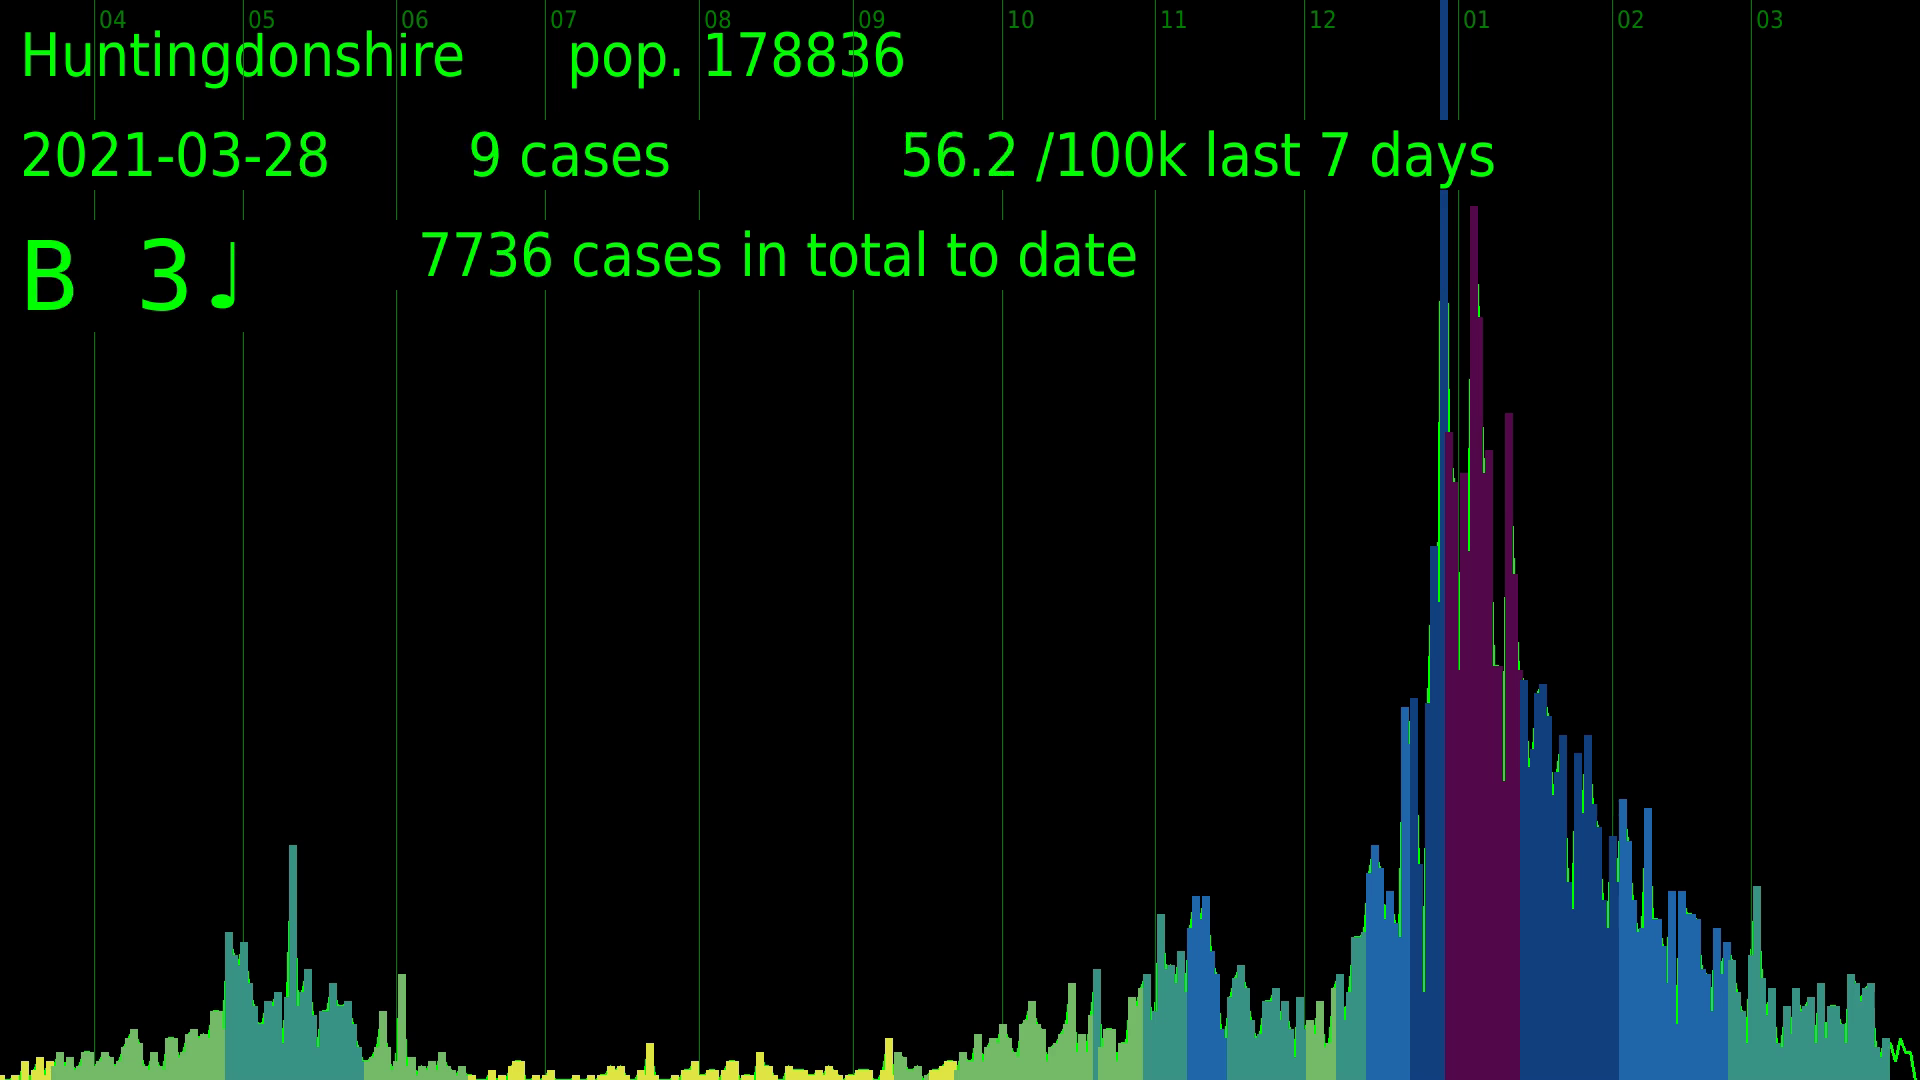 04 05 06 07 08 09 10 11 12 01 02 03
Huntingdonshire pop. 178836
2021-03-28 9 cases 56.2 /100k last 7 days
B 3♩ 7736 cases in total to date